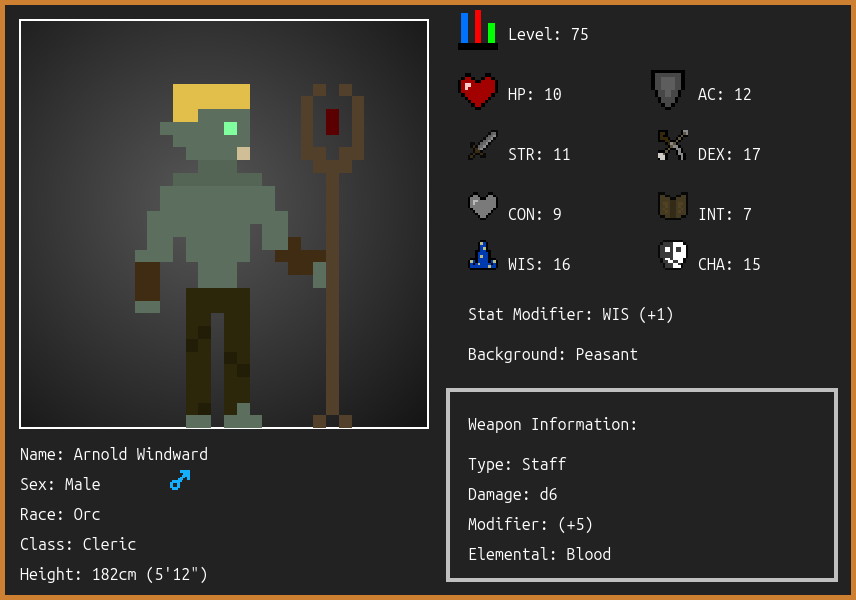 Level: 75
HP: 10
AC: 12
STR: 11
DEX: 17
CON: 9
INT: 7
WIS: 16
CHA: 15
Stat Modifier: WIS (+1)
Background: Peasant
Weapon Information:
Type: Staff
Damage: d6
Modifier: (+5)
Elemental: Blood
Name: Arnold Windward
Sex: Male
Race: Orc
Class: Cleric
Height: 182cm (5'12")